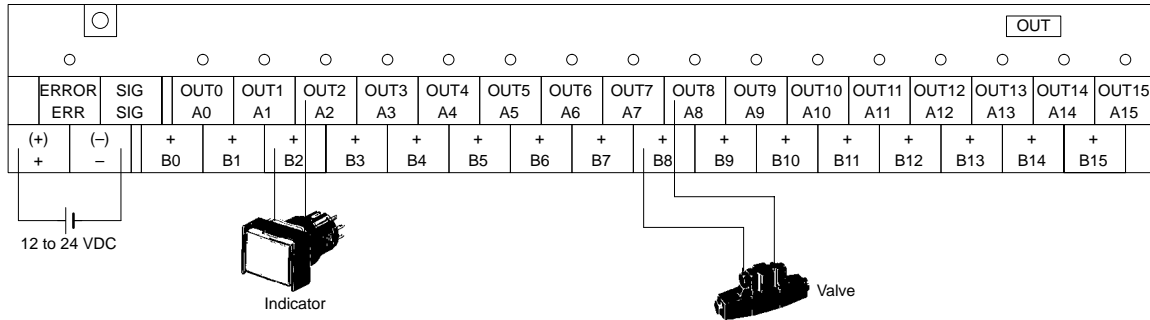 OUT
ERROR SIG OUT0 OUT1 OUT2 OUT3 OUT4 OUT5 OUT6 OUT7 OUT8 OUT9 OUT10 OUT11 OUT12 OUT13 OUT14 OUT15
ERR SIG A0 A1 A2 A3 A4 A5 A6 A7 A8 A9 A10 A11 A12 A13 A14 A15
(+) (–) + + + + + + + + + + + + + + + +
+ – B0 B1 B2 B3 B4 B5 B6 B7 B8 B9 B10 B11 B12 B13 B14 B15
12 to 24 VDC
Indicator
Valve